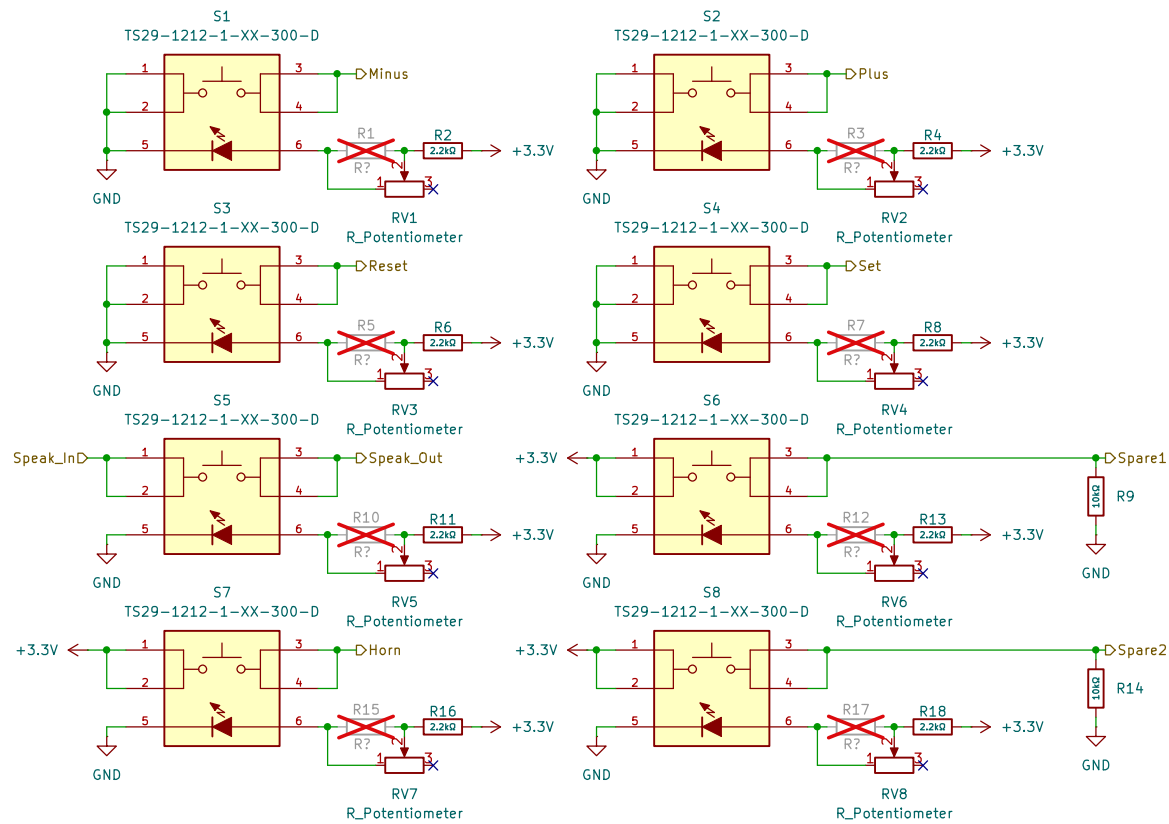 S1
TS29-1212-1-XX-300-D
1
2
5
3
4
6
Minus
R1
R?
R2
2.2kΩ
+3.3V
GND
1
2
3
RV1
R_Potentiometer
S2
TS29-1212-1-XX-300-D
1
2
5
3
4
6
Plus
R3
R?
R4
2.2kΩ
+3.3V
GND
1
2
3
RV2
R_Potentiometer
S3
TS29-1212-1-XX-300-D
1
2
5
3
4
6
Reset
R5
R?
R6
2.2kΩ
+3.3V
GND
1
2
3
RV3
R_Potentiometer
S4
TS29-1212-1-XX-300-D
1
2
5
3
4
6
Set
R7
R?
R8
2.2kΩ
+3.3V
GND
1
2
3
RV4
R_Potentiometer
S5
TS29-1212-1-XX-300-D
Speak_In
1
2
5
3
4
6
Speak_Out
R10
R?
R11
2.2kΩ
+3.3V
GND
1
2
3
RV5
R_Potentiometer
S6
TS29-1212-1-XX-300-D
+3.3V
1
2
5
3
4
6
Spare1
R9
10kΩ
GND
R12
R?
R13
2.2kΩ
+3.3V
GND
1
2
3
RV6
R_Potentiometer
S7
TS29-1212-1-XX-300-D
+3.3V
1
2
5
3
4
6
Horn
R15
R?
R16
2.2kΩ
+3.3V
GND
1
2
3
RV7
R_Potentiometer
S8
TS29-1212-1-XX-300-D
+3.3V
1
2
5
3
4
6
Spare2
R14
10kΩ
GND
R17
R?
R18
2.2kΩ
+3.3V
GND
1
2
3
RV8
R_Potentiometer